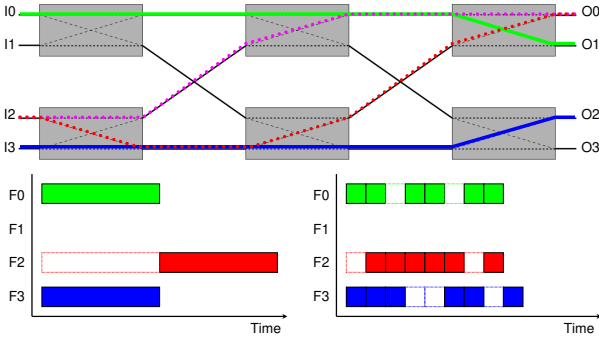 I0 O0
I1 O1
I2 O2
I3 O3
F0 F0
F1 F1
F2 F2
F3 F3
Time Time